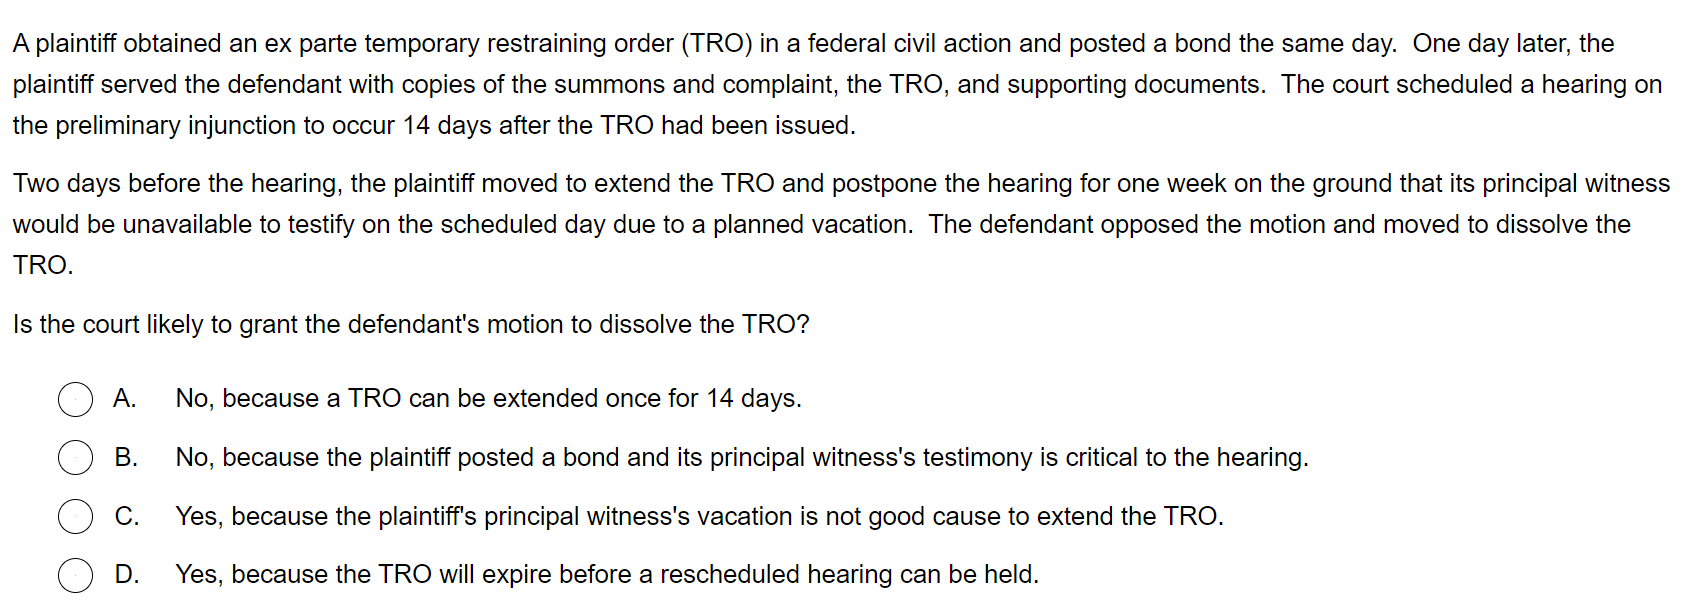 A plaintiff obtained an ex parte temporary restraining order (TRO) in a federal civil action and posted a bond the same day.  One day later, the
plaintiff served the defendant with copies of the summons and complaint, the TRO, and supporting documents.  The court scheduled a hearing on
the preliminary injunction to occur 14 days after the TRO had been issued.
Two days before the hearing, the plaintiff moved to extend the TRO and postpone the hearing for one week on the ground that its principal witness
would be unavailable to testify on the scheduled day due to a planned vacation.  The defendant opposed the motion and moved to dissolve the
TRO.
Is the court likely to grant the defendant's motion to dissolve the TRO?
A. No, because a TRO can be extended once for 14 days.
B. No, because the plaintiff posted a bond and its principal witness's testimony is critical to the hearing.
C. Yes, because the plaintiff's principal witness's vacation is not good cause to extend the TRO.
D. Yes, because the TRO will expire before a rescheduled hearing can be held.